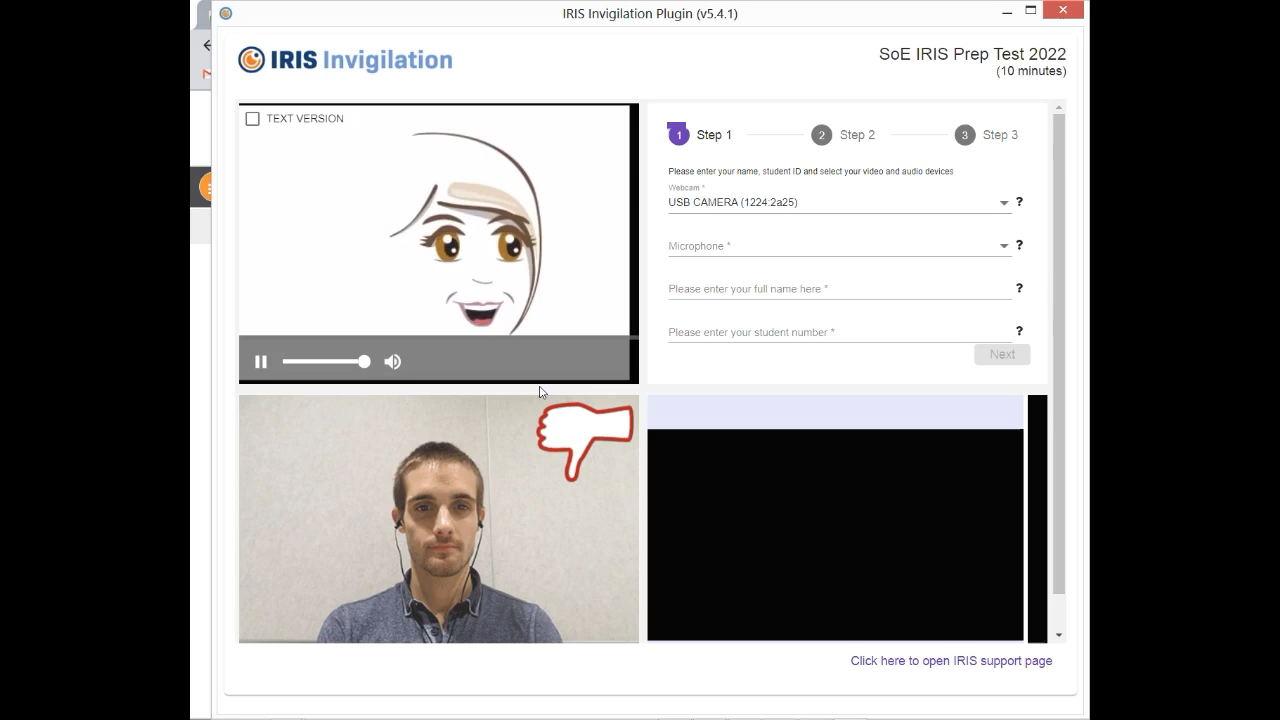 IRIS Invigilation Plugin (v5.4.1)
IRIS Invigilation
SoE IRIS Prep Test 2022
(10 minutes)
TEXT VERSION
1 Step 1
2 Step 2
3 Step 3
Please enter your name, student ID and select your video and audio devices
Webcam *
USB CAMERA (1224:2a25)
?
Microphone *
?
Please enter your full name here *
?
Please enter your student number *
?
Next
Click here to open IRIS support page